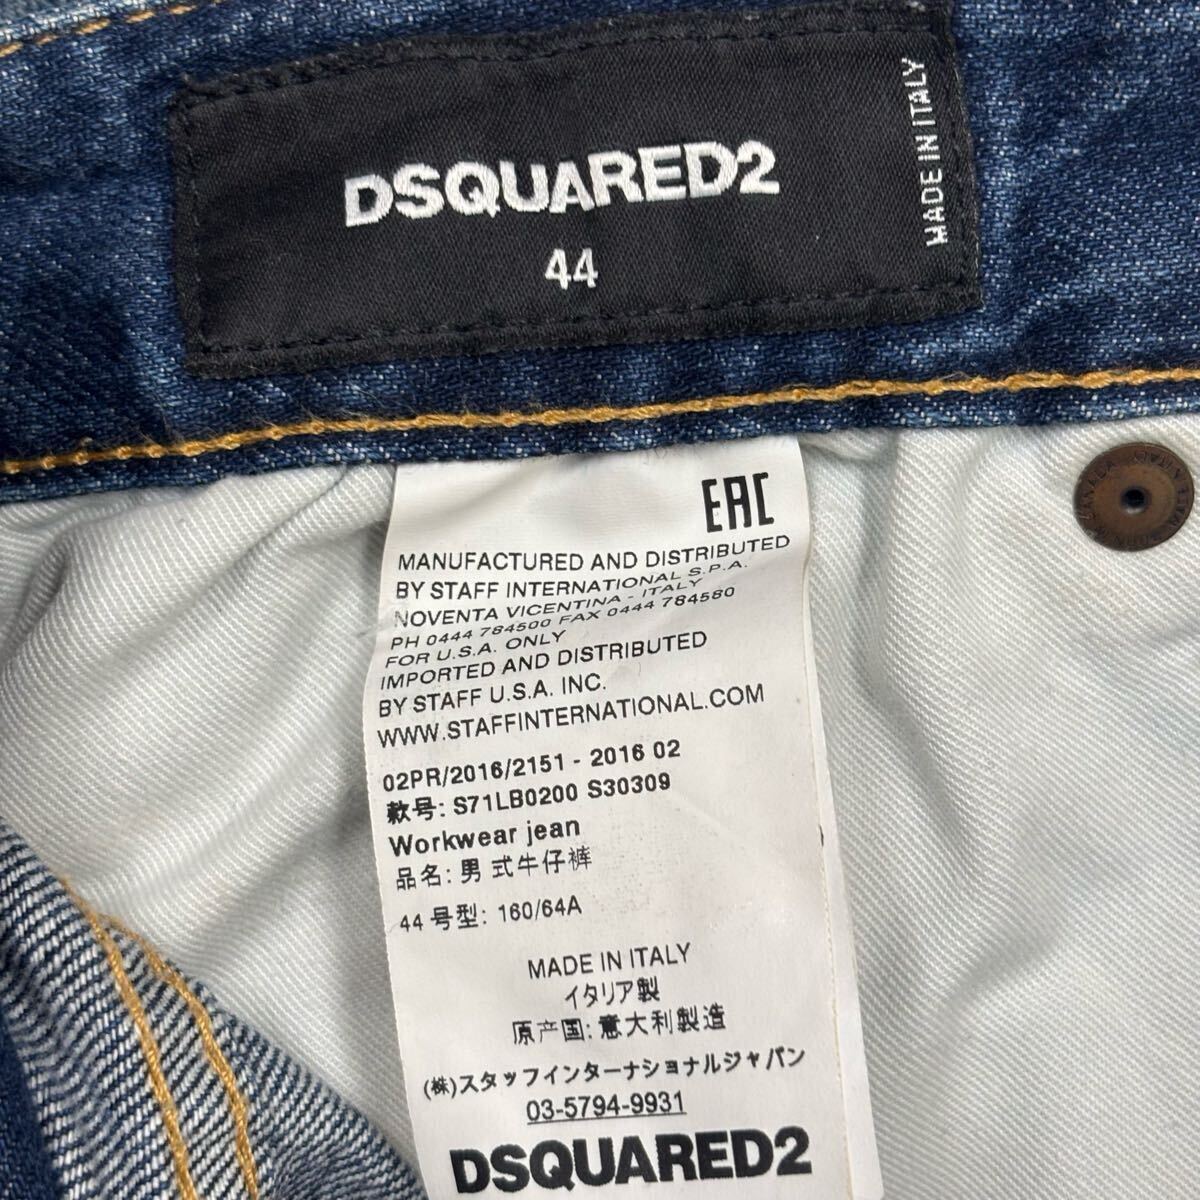 DSQUARED2
44
MADE IN ITALY
EAC
MANUFACTURED AND DISTRIBUTED
BY STAFF INTERNATIONAL S.P.A.
NOVENTA VICENTINA - ITALY
PH 0444 784500 FAX 0444 784580
FOR U.S.A. ONLY
IMPORTED AND DISTRIBUTED
BY STAFF U.S.A. INC.
WWW.STAFFINTERNATIONAL.COM
02PR/2016/2151 - 2016 02
款号: S71LB0200 S30309
Workwear jean
品名: 男 式牛仔裤
44 号型: 160/64A
MADE IN ITALY
イタリア製
原产国: 意大利製造
(株)スタッフインターナショナルジャパン
03-5794-9931
DSQUARED2
CANADA